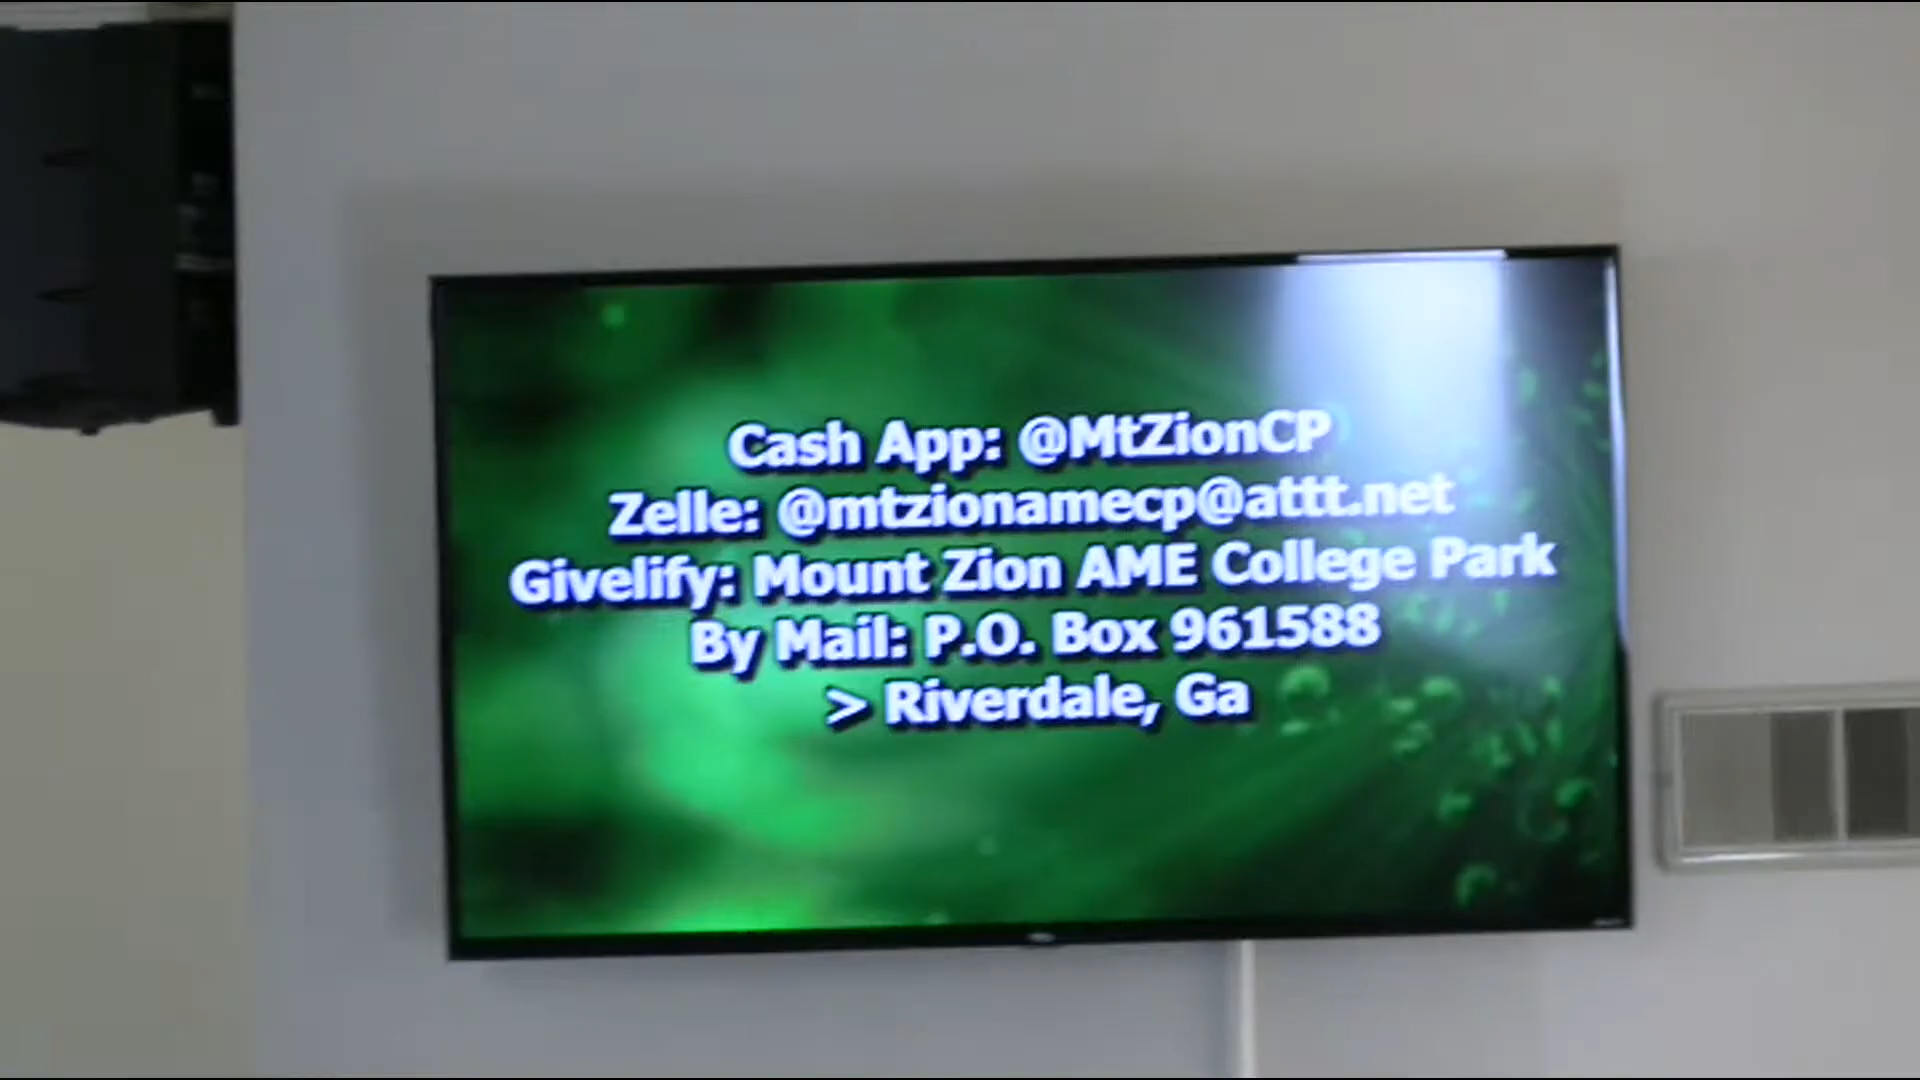 Cash App: @MtZionCP
Zelle: @mtzionamecp@attt.net
Givelify: Mount Zion AME College Park
By Mail: P.O. Box 961588
> Riverdale, Ga